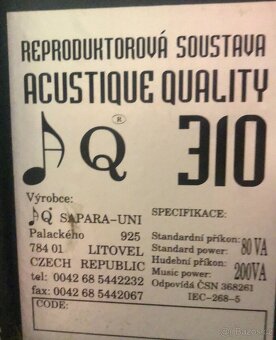 REPRODUKTOROVÁ SOUSTAVA
ACUSTIQUE QUALITY
AQ ® 310
Výrobce:
AQ SAPARA-UNI
Palackého 925
784 01 LITOVEL
CZECH REPUBLIC
tel: 0042 68 5442232
fax: 0042 68 5442067
SPECIFIKACE:
Standardní příkon:
Standard power: 80 VA
Hudební příkon:
Music power: 200VA
Odpovídá ČSN 368261
IEC-268-5
CODE: